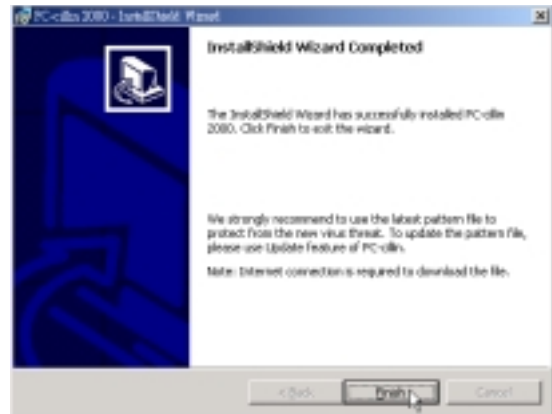 PC-cillin 2000 - InstallShield Wizard
InstallShield Wizard Completed
The InstallShield Wizard has successfully installed PC-cillin
2000. Click Finish to exit the wizard.
We strongly recommend to use the latest pattern file to
protect from the new virus threat. To update the pattern file,
please use Update feature of PC-cillin.
Note: Internet connection is required to download the file.
< Back
Finish
Cancel